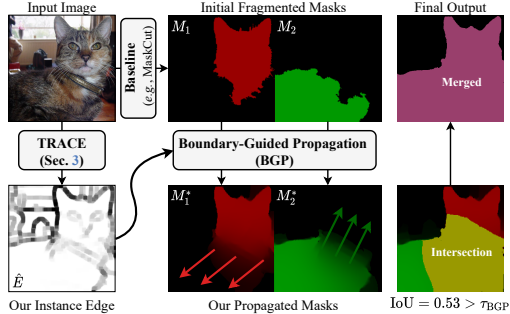 Input Image
Initial Fragmented Masks
Final Output
Baseline
(e.g., MaskCut)
M₁
M₂
Merged
TRACE
(Sec. 3)
Boundary-Guided Propagation
(BGP)
Ê
M₁*
M₂*
Intersection
Our Instance Edge
Our Propagated Masks
IoU = 0.53 > τ_BGP